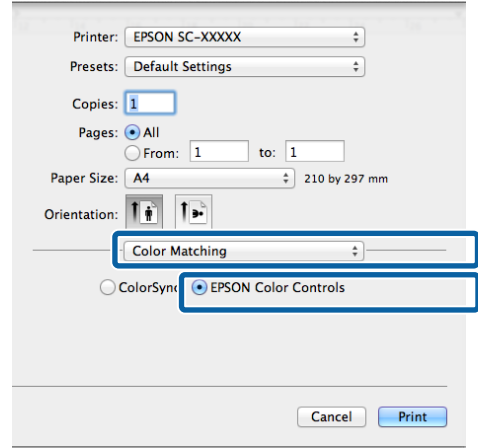 Printer: EPSON SC-XXXXX
Presets: Default Settings
Copies: 1
Pages: All
From: 1 to: 1
Paper Size: A4 210 by 297 mm
Orientation:
Color Matching
ColorSync EPSON Color Controls
Cancel Print